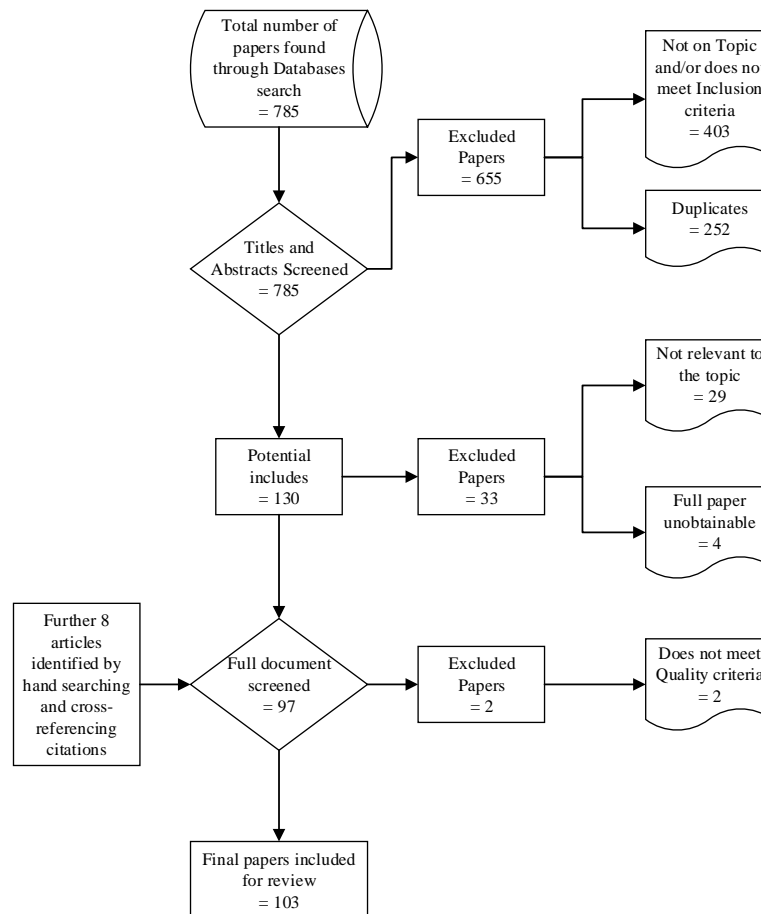 Total number of
papers found
through Databases
search
= 785
Not on Topic
and/or does not
meet Inclusion
criteria
= 403
Excluded
Papers
= 655
Duplicates
= 252
Titles and
Abstracts Screened
= 785
Not relevant to
the topic
= 29
Potential
includes
= 130
Excluded
Papers
= 33
Full paper
unobtainable
= 4
Further 8
articles
identified by
hand searching
and cross-
referencing
citations
Full document
screened
= 97
Excluded
Papers
= 2
Does not meet
Quality criteria
= 2
Final papers included
for review
= 103